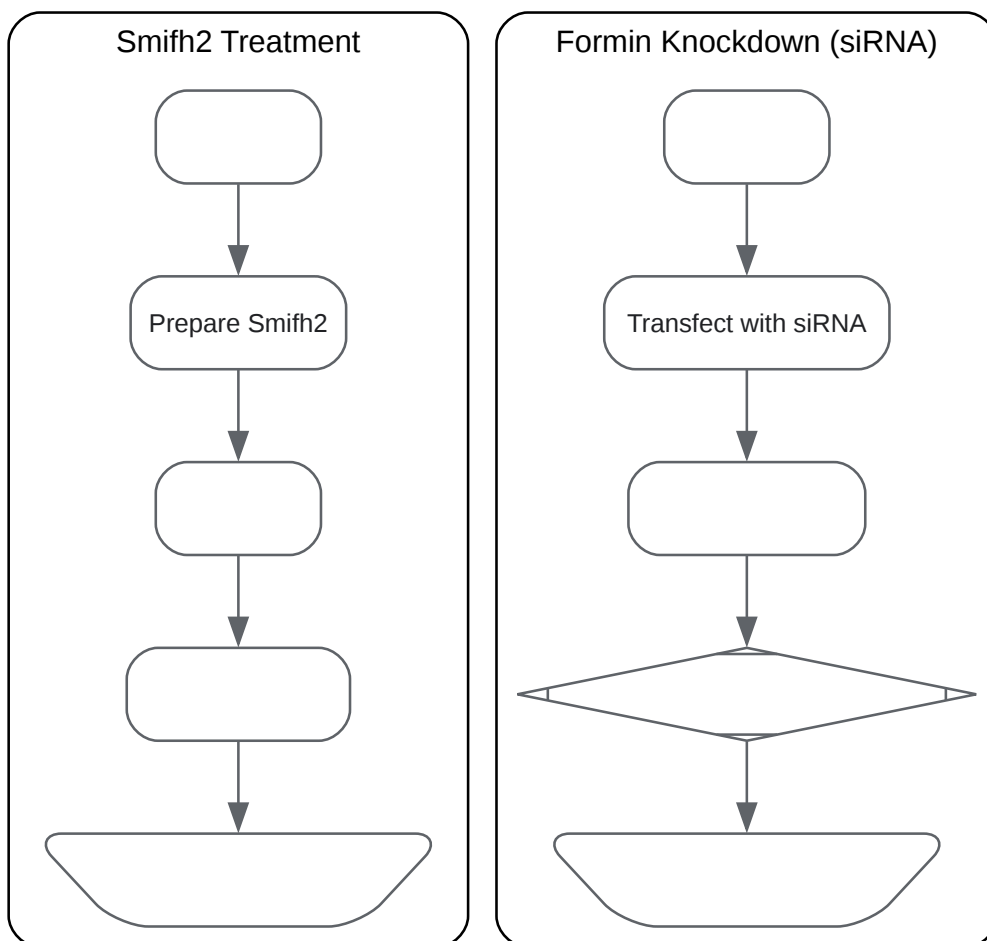 Smifh2 Treatment
Formin Knockdown (siRNA)
Prepare Smifh2
Transfect with siRNA